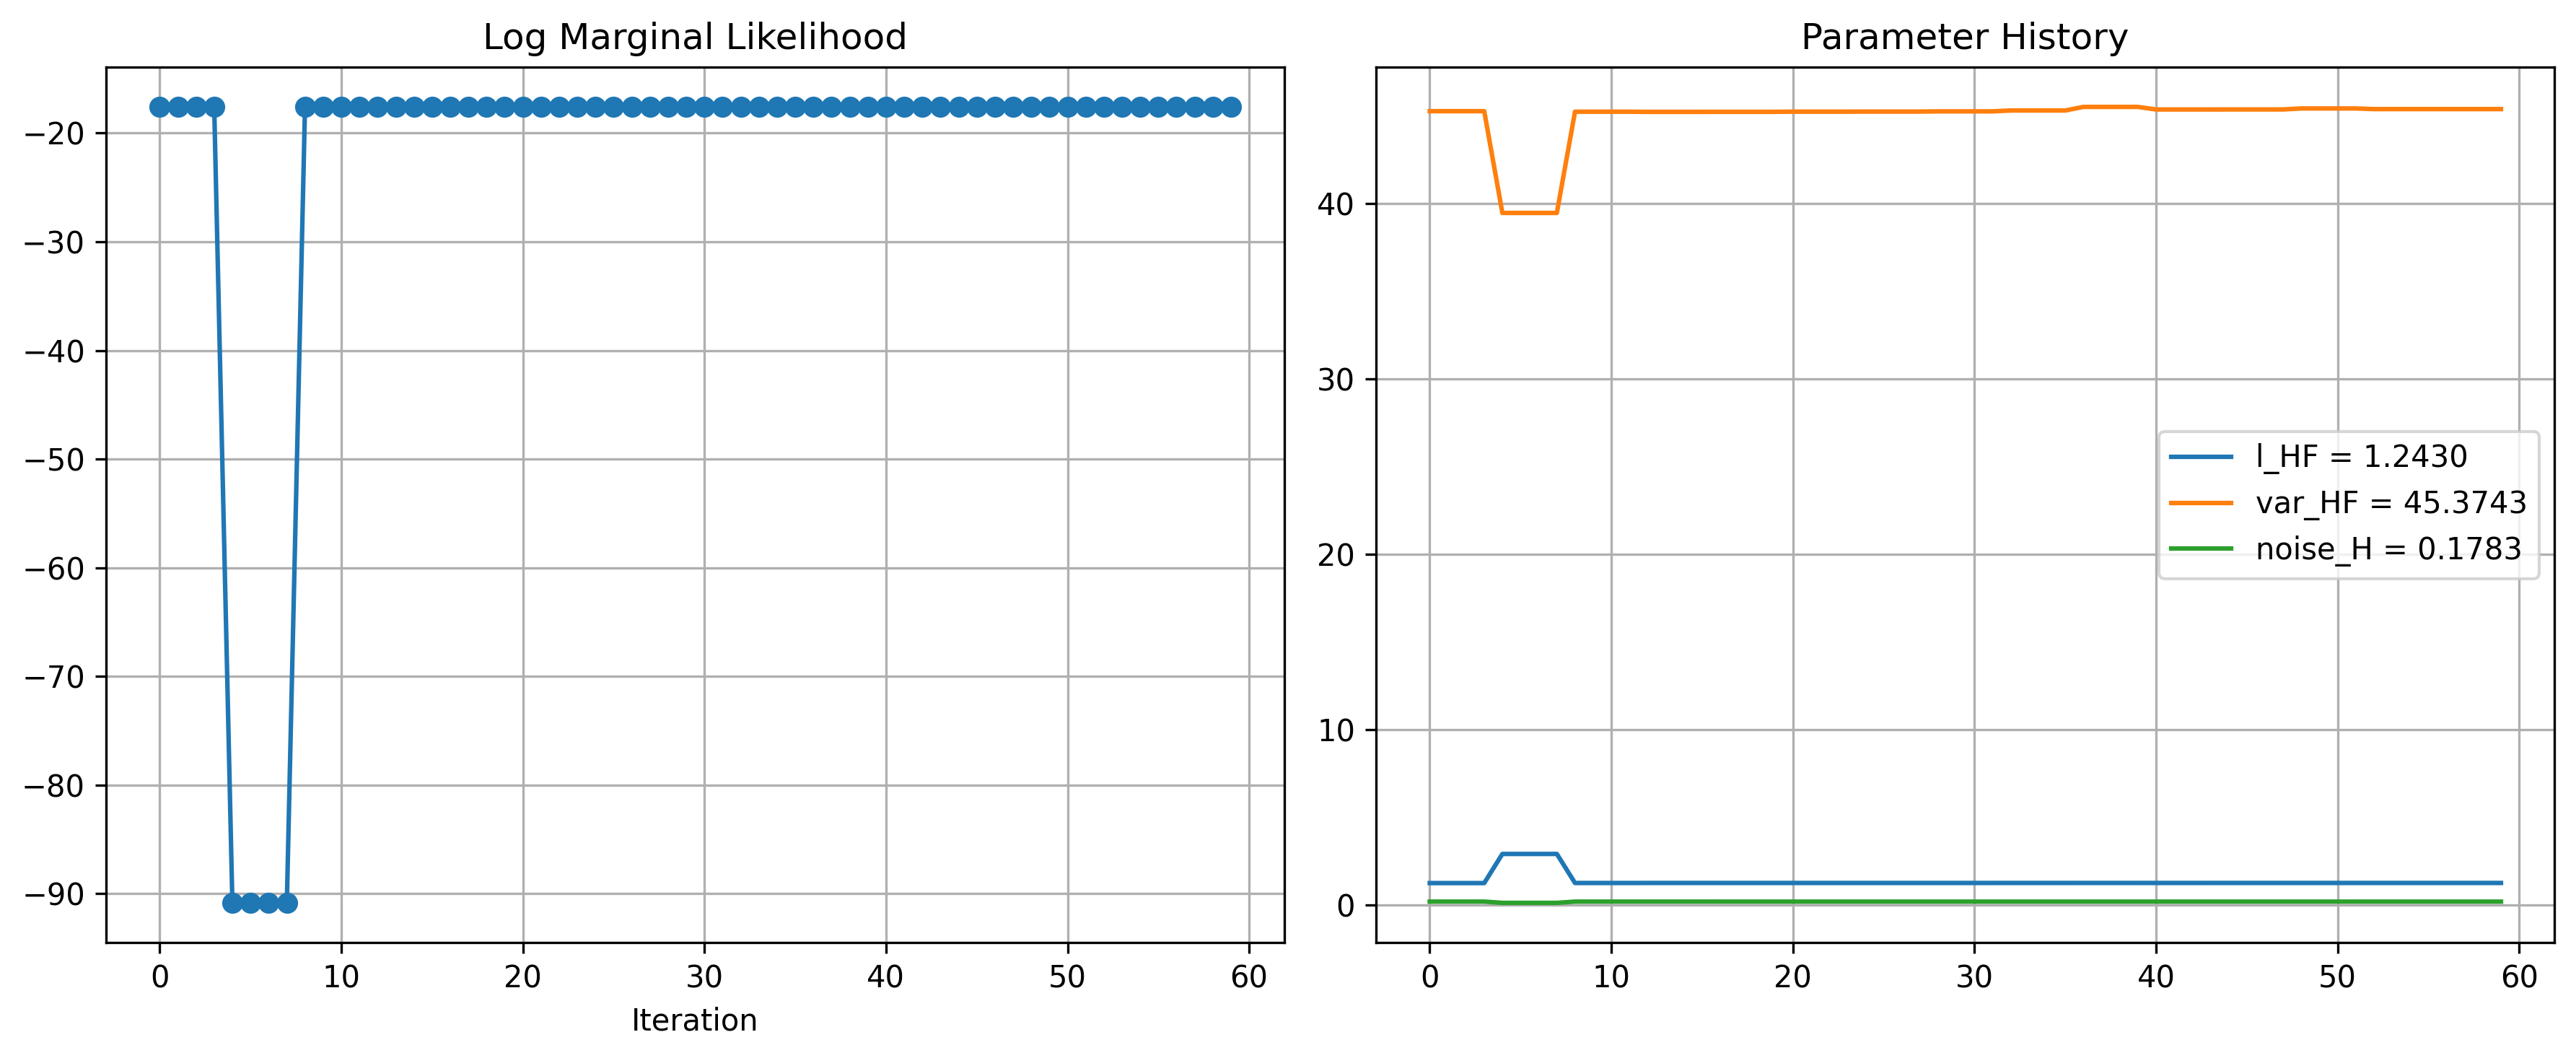 Log Marginal Likelihood
−20
−30
−40
−50
−60
−70
−80
−90
0 10 20 30 40 50 60
Iteration
Parameter History
40
30
20
10
0
0 10 20 30 40 50 60
l_HF = 1.2430
var_HF = 45.3743
noise_H = 0.1783